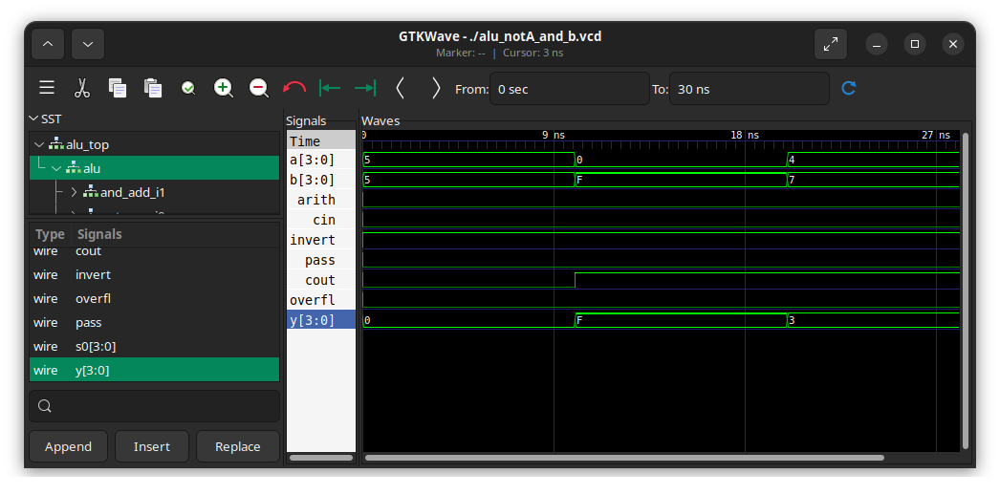 GTKWave - ./alu_notA_and_b.vcd
Marker: -- | Cursor: 3 ns
From: 0 sec To: 30 ns
SST
alu_top
alu
and_add_i1
Type Signals
wire cout
wire invert
wire overfl
wire pass
wire s0[3:0]
wire y[3:0]
Append Insert Replace
Signals
Time
a[3:0]
b[3:0]
arith
cin
invert
pass
cout
overfl
y[3:0]
Waves
0 9 ns 18 ns 27 ns
5 0 4
5 F 7
0 F 3